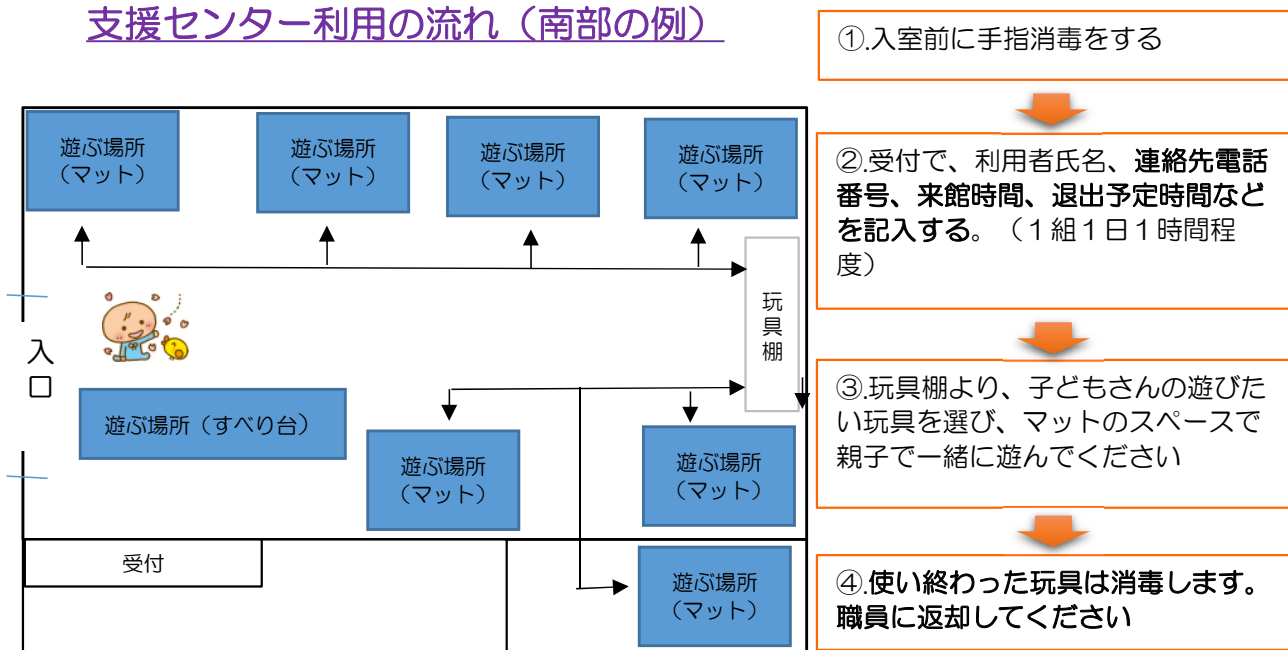 支援センター利用の流れ（南部の例）
遊ぶ場所
（マット）
遊ぶ場所
（マット）
遊ぶ場所
（マット）
遊ぶ場所
（マット）
玩具棚
入口
遊ぶ場所（すべり台）
遊ぶ場所
（マット）
遊ぶ場所
（マット）
受付
遊ぶ場所
（マット）
①.入室前に手指消毒をする
②.受付で、利用者氏名、連絡先電話
番号、来館時間、退出予定時間など
を記入する。（１組１日１時間程
度）
③.玩具棚より、子どもさんの遊びた
い玩具を選び、マットのスペースで
親子で一緒に遊んでください
④.使い終わった玩具は消毒します。
職員に返却してください